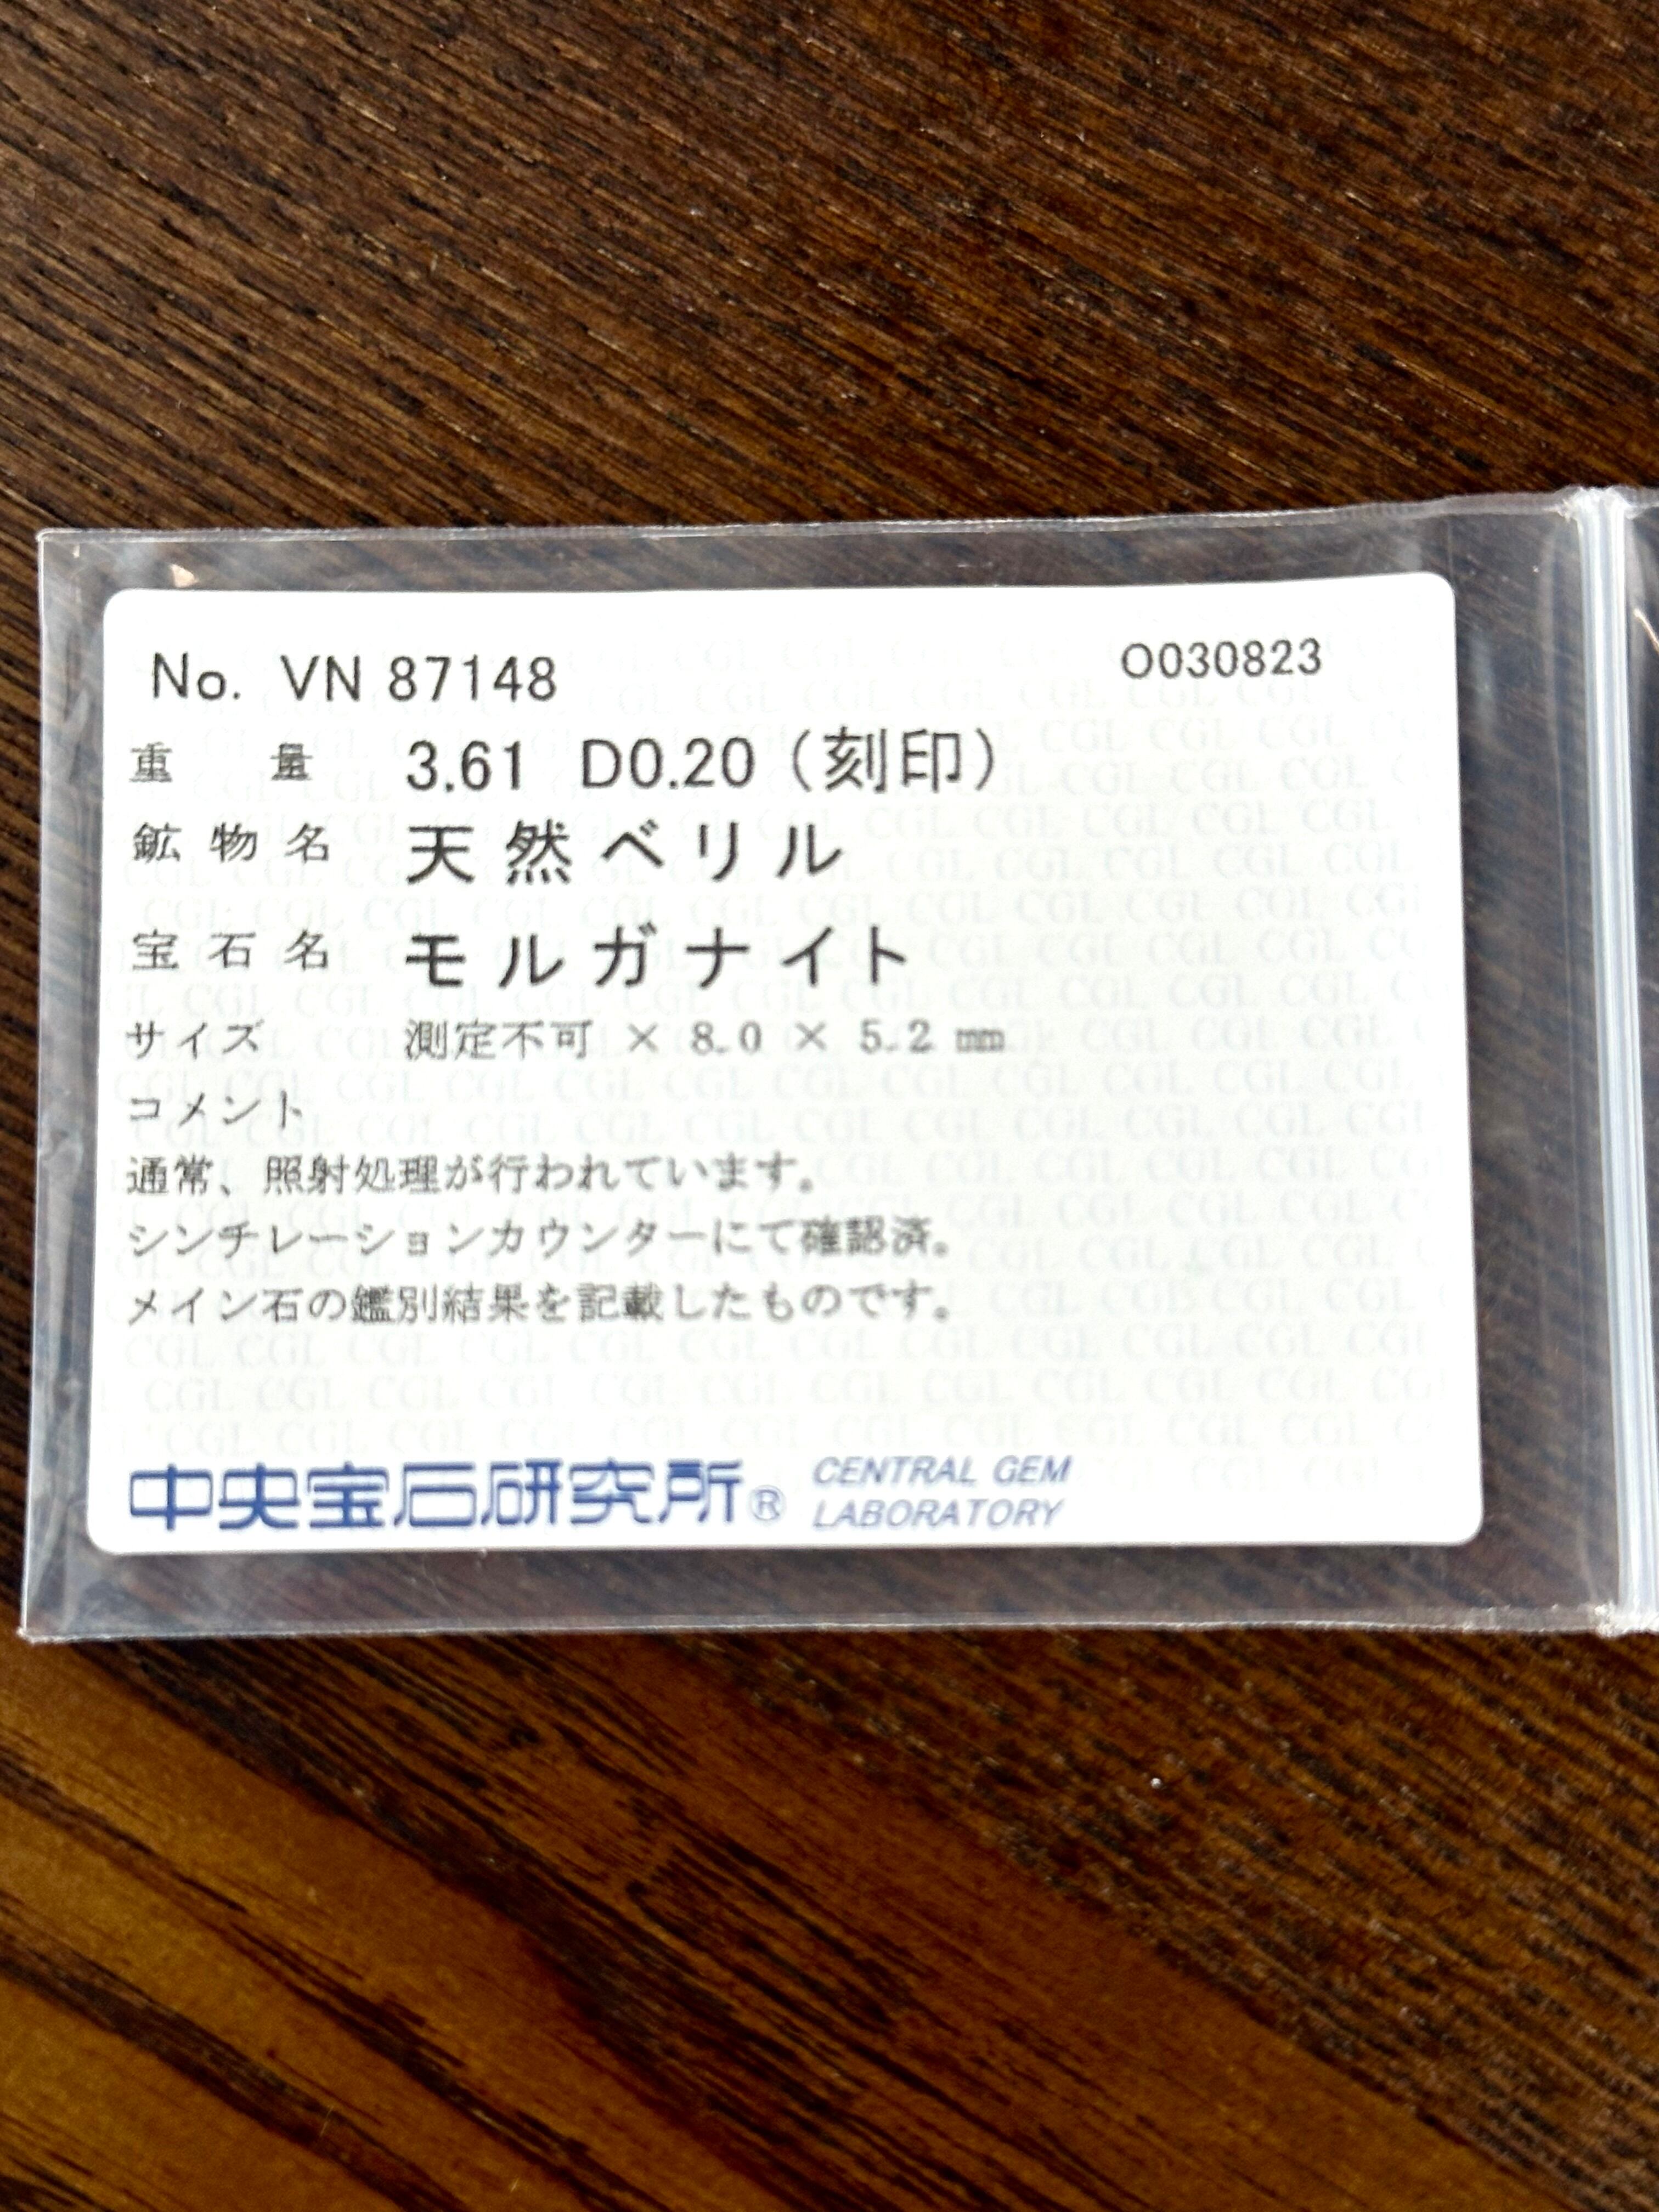 No. VN 87148 O030823
重量 3.61 D0.20（刻印）
鉱物名 天然ベリル
宝石名 モルガナイト
サイズ 測定不可 × 8.0 × 5.2 mm
コメント
通常、照射処理が行われています。
シンチレーションカウンターにて確認済。
メイン石の鑑別結果を記載したものです。
中央宝石研究所® CENTRAL GEM
LABORATORY